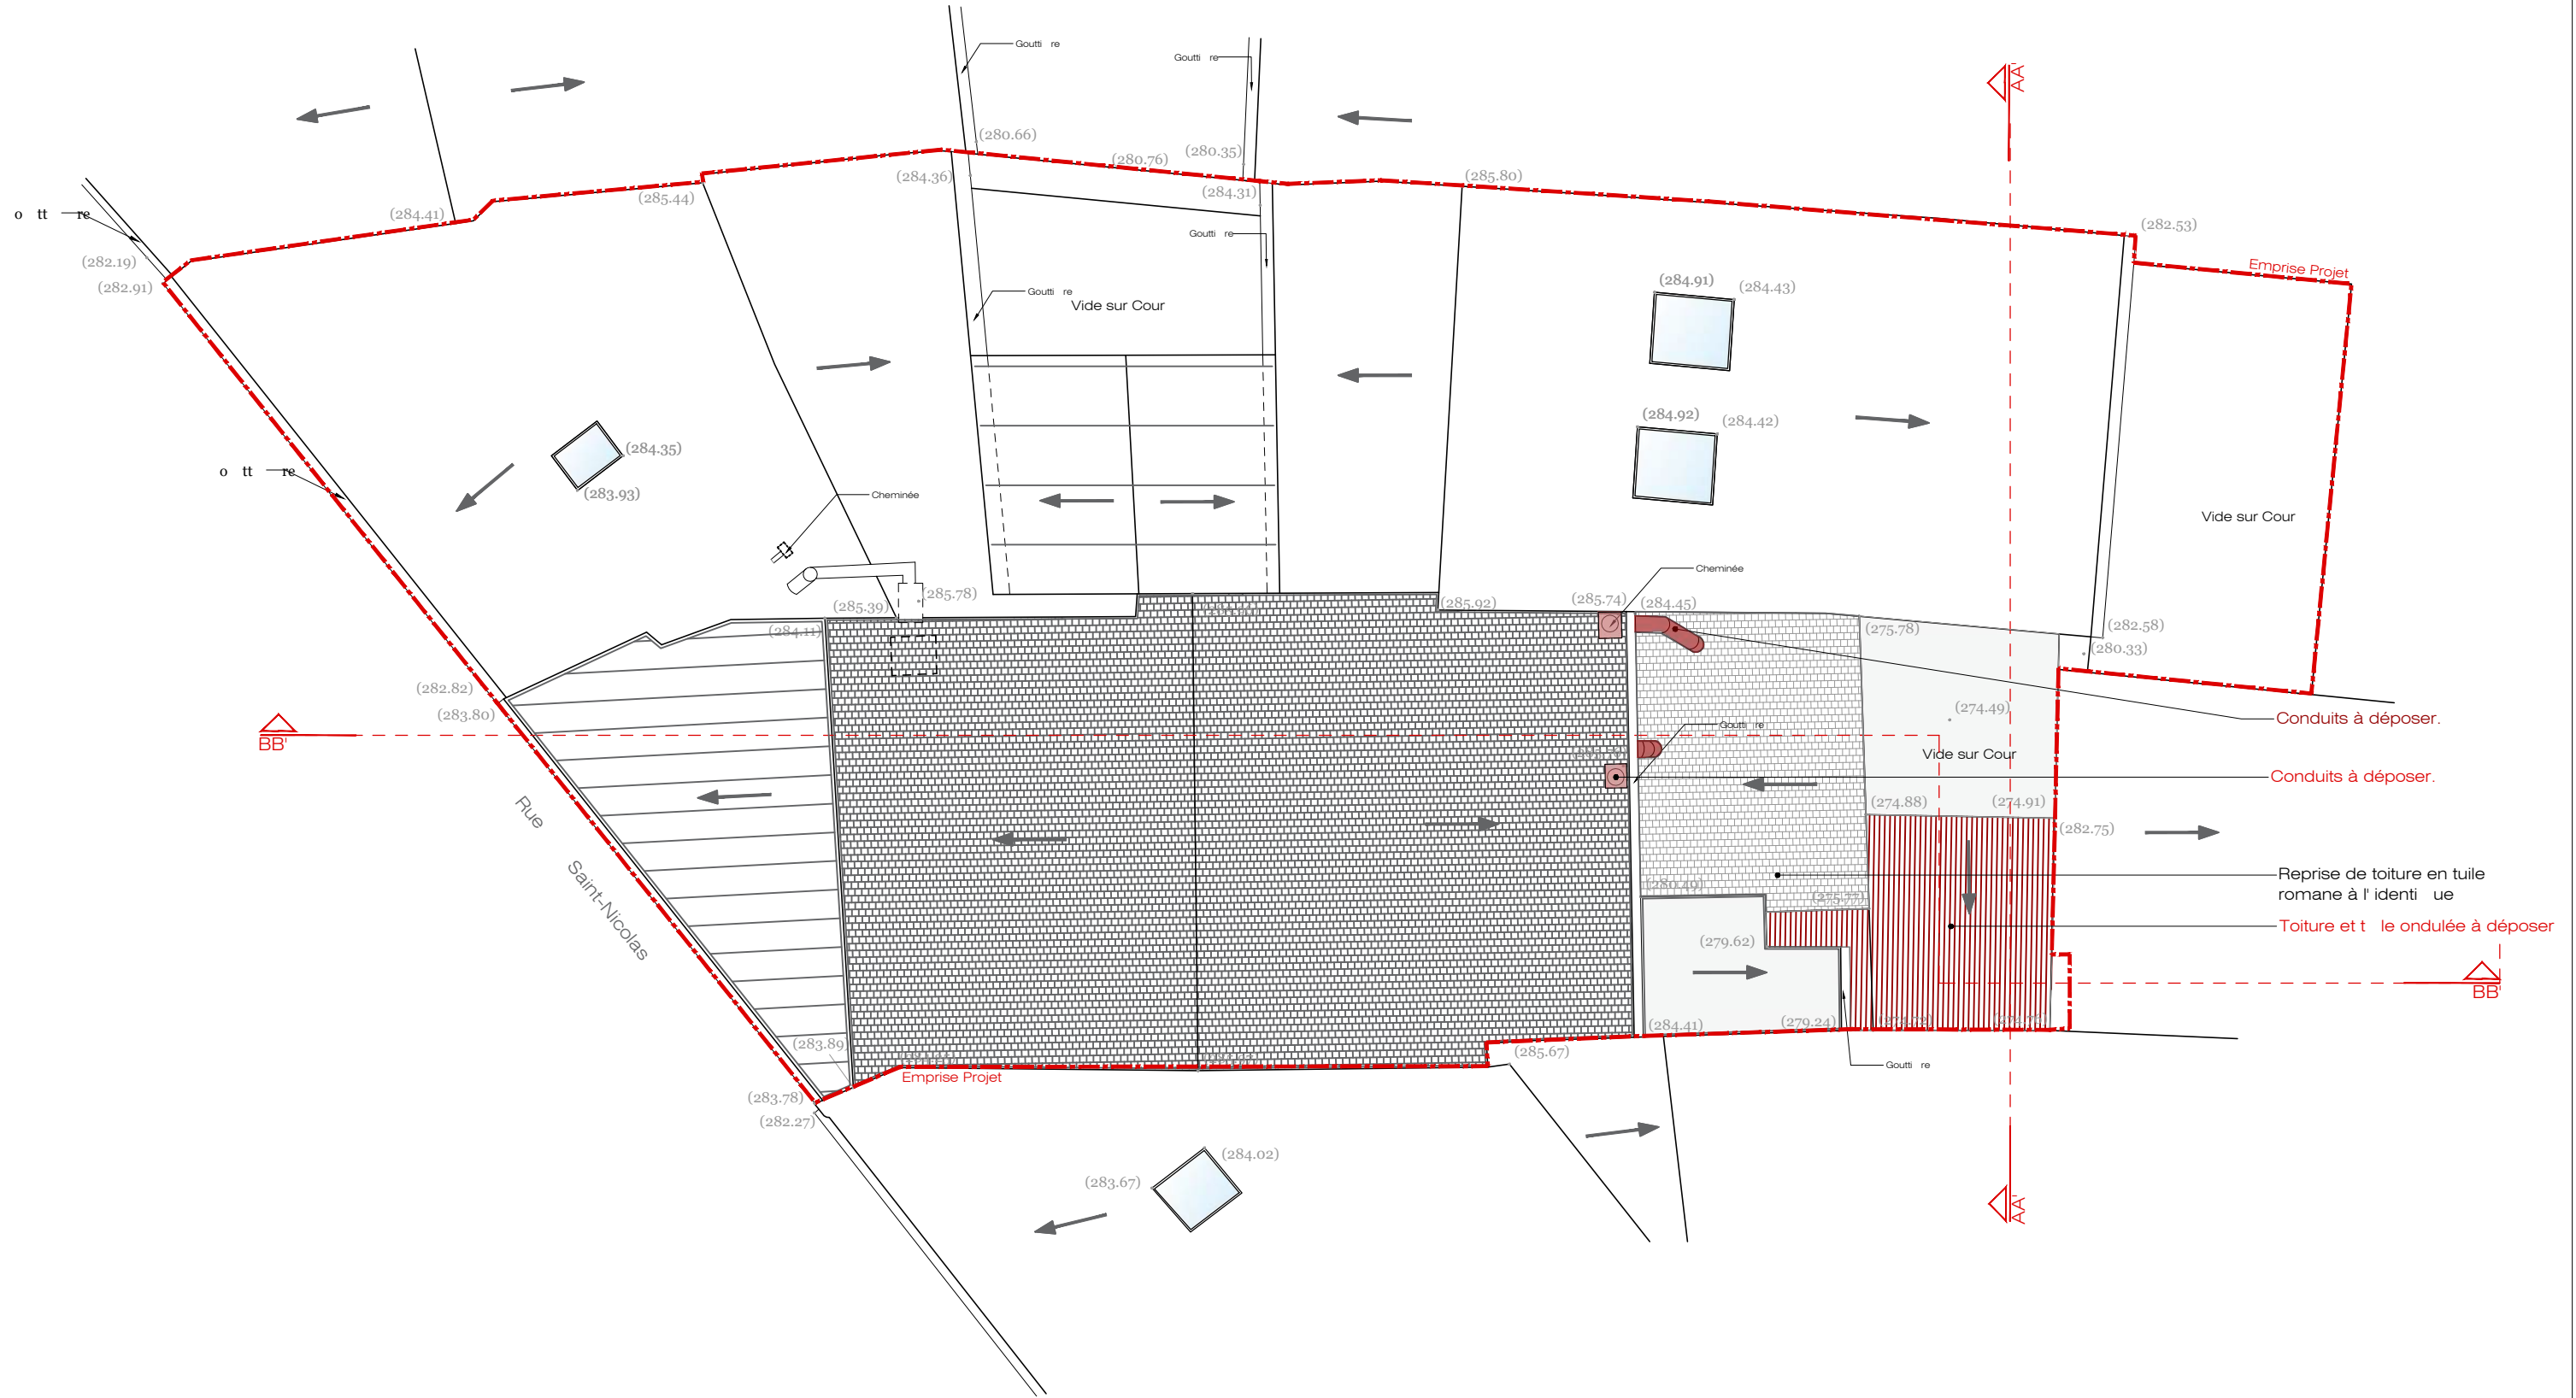 Goutti re
Goutti re
AA'
(280.66)
(280.76)
(280.35)
(284.36)
(284.31)
(285.80)
(285.44)
(284.41)
o tt re
(282.19)
(282.91)
(282.53)
Emprise Projet
Goutti re
Goutti re
Vide sur Cour
(284.91)
(284.43)
(284.92)
(284.42)
(284.35)
(283.93)
o tt re
Cheminée
Vide sur Cour
Cheminée
(285.78)
(285.39)
(284.11)
(285.92)
(285.74)
(284.45)
(275.78)
(282.58)
(280.33)
(282.82)
(283.80)
BB'
(274.49)
Conduits à déposer.
Goutti re
Vide sur Cour
Conduits à déposer.
(274.88)
(274.91)
(282.75)
Rue
Saint-Nicolas
Reprise de toiture en tuile
romane à l' identi ue
(280.49)
(275.77)
Toiture et t le ondulée à déposer
(279.62)
BB'
(284.41)
(279.24)
(283.89)
(285.67)
Goutti re
Emprise Projet
(283.78)
(282.27)
(284.02)
(283.67)
AA'